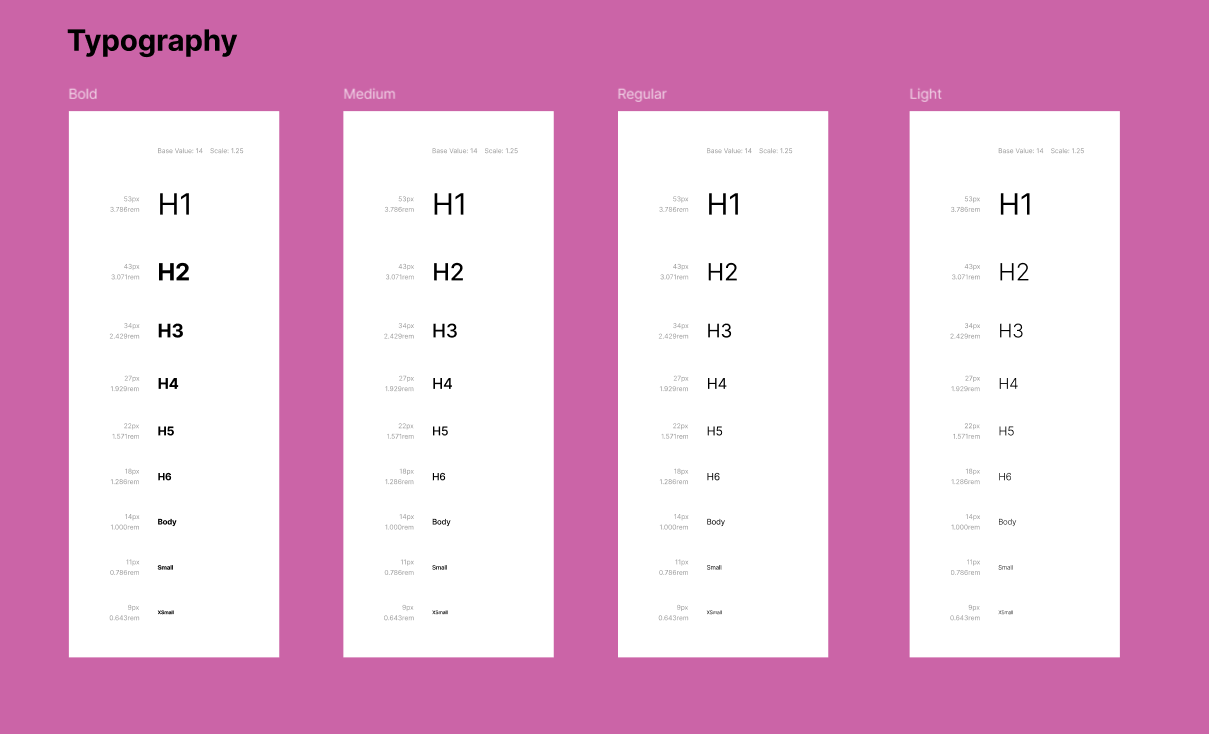 Typography
Bold
Base Value: 14 Scale: 1.25
53px
3.786rem
H1
43px
3.071rem
H2
34px
2.429rem
H3
27px
1.929rem
H4
22px
1.571rem
H5
18px
1.286rem
H6
14px
1.000rem
Body
11px
0.786rem
Small
9px
0.643rem
XSmall
Medium
Base Value: 14 Scale: 1.25
53px
3.786rem
H1
43px
3.071rem
H2
34px
2.429rem
H3
27px
1.929rem
H4
22px
1.571rem
H5
18px
1.286rem
H6
14px
1.000rem
Body
11px
0.786rem
Small
9px
0.643rem
XSmall
Regular
Base Value: 14 Scale: 1.25
53px
3.786rem
H1
43px
3.071rem
H2
34px
2.429rem
H3
27px
1.929rem
H4
22px
1.571rem
H5
18px
1.286rem
H6
14px
1.000rem
Body
11px
0.786rem
Small
9px
0.643rem
XSmall
Light
Base Value: 14 Scale: 1.25
53px
3.786rem
H1
43px
3.071rem
H2
34px
2.429rem
H3
27px
1.929rem
H4
22px
1.571rem
H5
18px
1.286rem
H6
14px
1.000rem
Body
11px
0.786rem
Small
9px
0.643rem
XSmall